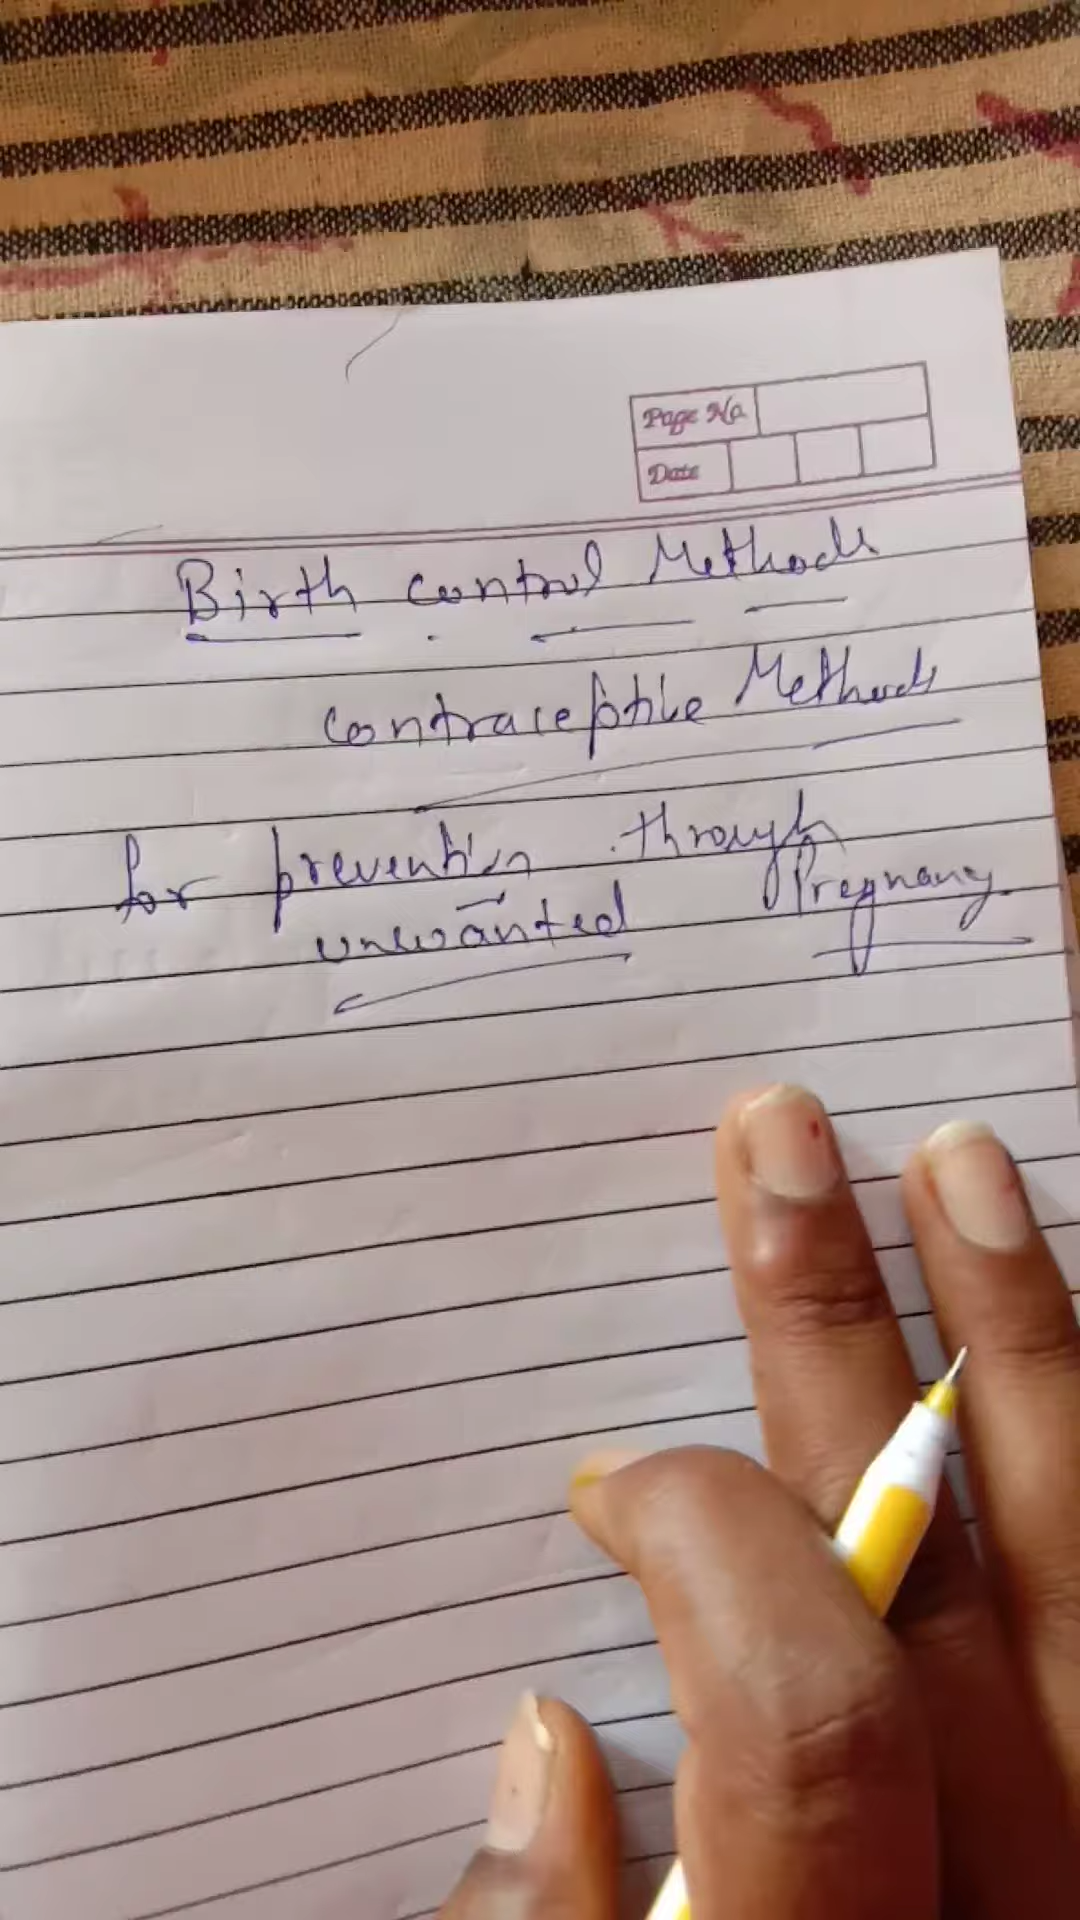 Page No.
Date
Birth control Methods
contraceptive Methods
for prevention through
unwanted Pregnancy